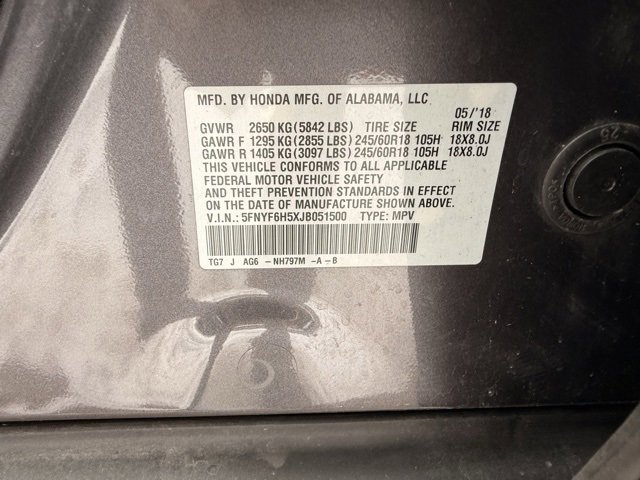 MFD. BY HONDA MFG. OF ALABAMA, LLC.
05/'18
GVWR 2650 KG(5842 LBS) TIRE SIZE RIM SIZE
GAWR F 1295 KG(2855 LBS)245/60R18 105H 18X8.0J
GAWR R 1405 KG(3097 LBS)245/60R18 105H 18X8.0J
THIS VEHICLE CONFORMS TO ALL APPLICABLE
FEDERAL MOTOR VEHICLE SAFETY
AND THEFT PREVENTION STANDARDS IN EFFECT
ON THE DATE OF MANUFACTURE SHOWN ABOVE.
V.I.N.: 5FNYF6H5XJB051500 TYPE: MPV
TG7 J AG6 -NH797M -A-B
25